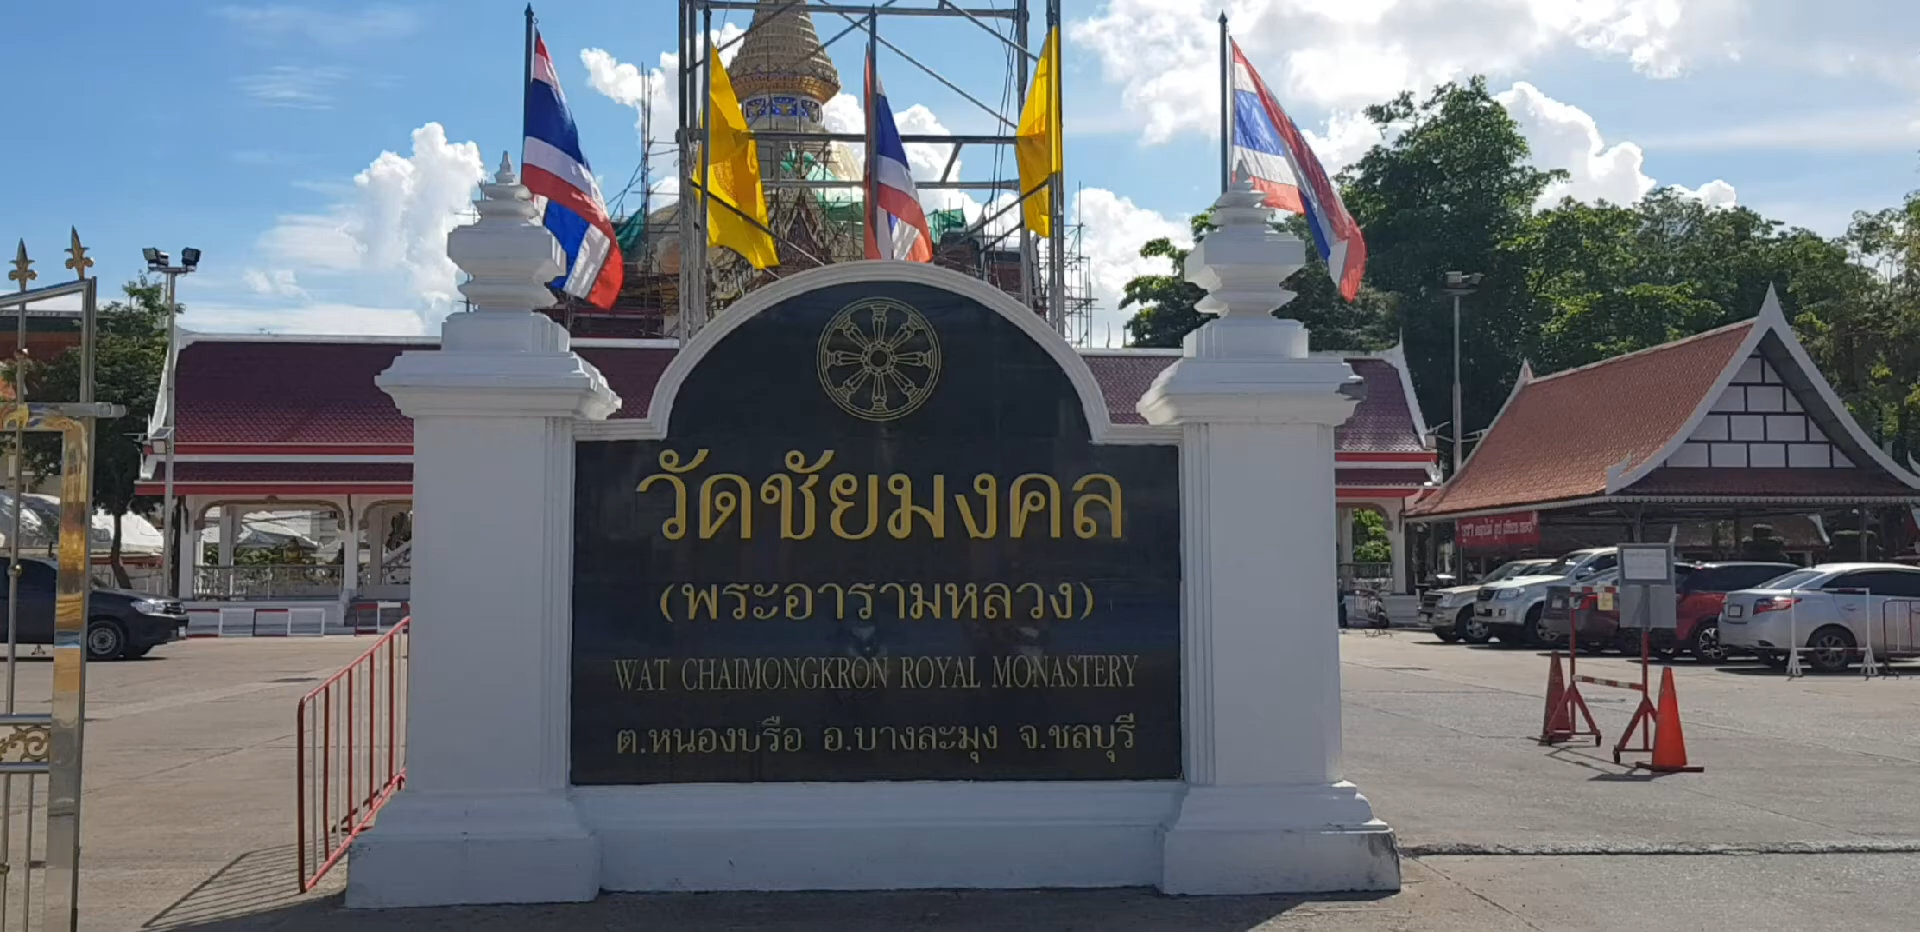 วัดชัยมงคล
(พระอารามหลวง)
WAT CHAIMONGKRON ROYAL MONASTERY
ต.หนองบรือ อ.บางละมุง จ.ชลบุรี